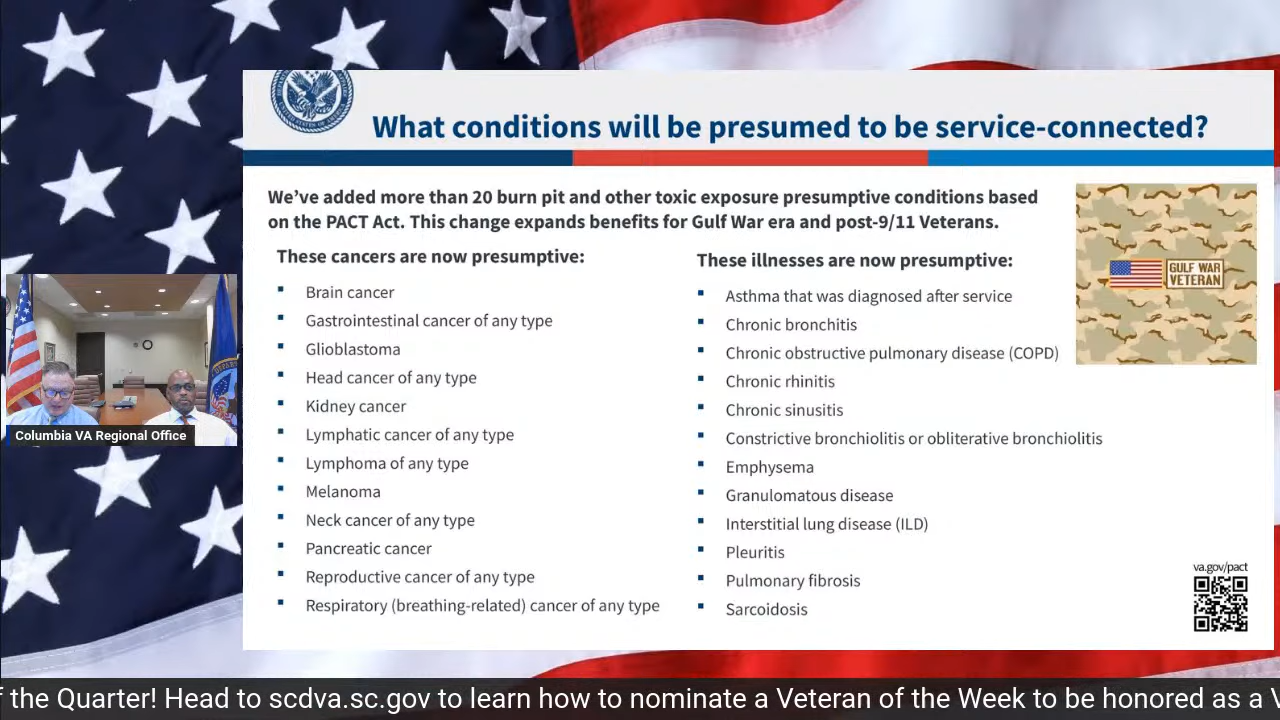 What conditions will be presumed to be service-connected?
We've added more than 20 burn pit and other toxic exposure presumptive conditions based
on the PACT Act. This change expands benefits for Gulf War era and post-9/11 Veterans.
These cancers are now presumptive:
Brain cancer
Gastrointestinal cancer of any type
Glioblastoma
Head cancer of any type
Kidney cancer
Lymphatic cancer of any type
Lymphoma of any type
Melanoma
Neck cancer of any type
Pancreatic cancer
Reproductive cancer of any type
Respiratory (breathing-related) cancer of any type
These illnesses are now presumptive:
Asthma that was diagnosed after service
Chronic bronchitis
Chronic obstructive pulmonary disease (COPD)
Chronic rhinitis
Chronic sinusitis
Constrictive bronchiolitis or obliterative bronchiolitis
Emphysema
Granulomatous disease
Interstitial lung disease (ILD)
Pleuritis
Pulmonary fibrosis
Sarcoidosis
GULF WAR
VETERAN
va.gov/pact
Columbia VA Regional Office
f the Quarter! Head to scdva.sc.gov to learn how to nominate a Veteran of the Week to be honored as a V